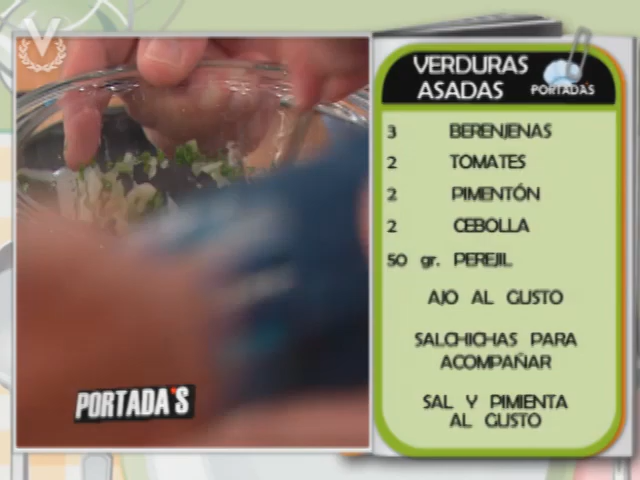 V
PORTADA'S
VERDURAS
ASADAS
PORTADA'S
3 BERENJENAS
2 TOMATES
2 PIMENTÓN
2 CEBOLLA
50 gr. PEREJIL
AJO AL GUSTO
SALCHICHAS PARA
ACOMPAÑAR
SAL Y PIMIENTA
AL GUSTO